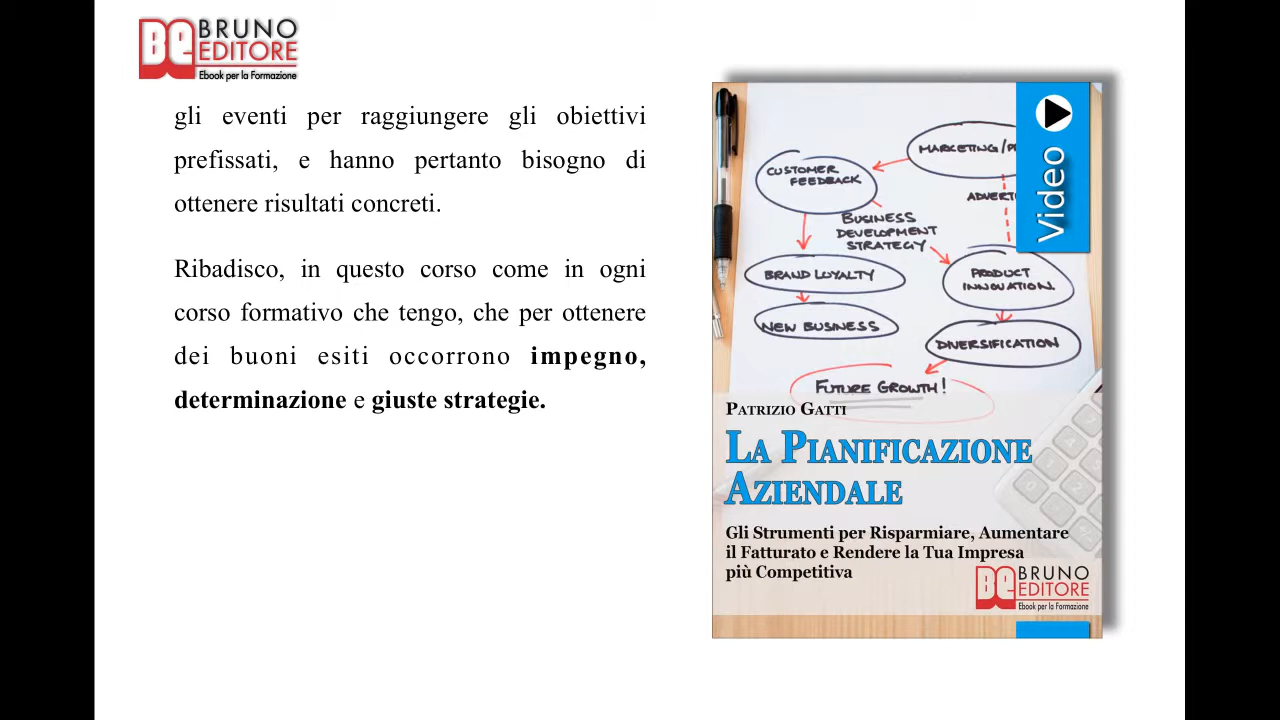 BRUNO
EDITORE
Ebook per la Formazione
gli eventi per raggiungere gli obiettivi
prefissati, e hanno pertanto bisogno di
ottenere risultati concreti.
Ribadisco, in questo corso come in ogni
corso formativo che tengo, che per ottenere
dei buoni esiti occorrono impegno,
determinazione e giuste strategie.
Video
MARKETING/
CUSTOMER
FEEDBACK
BUSINESS
DEVELOPMENT
STRATEGY
BRAND LOYALTY
PRODUCT
INNOVATION
NEW BUSINESS
DIVERSIFICATION
FUTURE GROWTH!
PATRIZIO GATTI
LA PIANIFICAZIONE
AZIENDALE
Gli Strumenti per Risparmiare, Aumentare
il Fatturato e Rendere la Tua Impresa
più Competitiva
BRUNO
EDITORE
Ebook per la Formazione